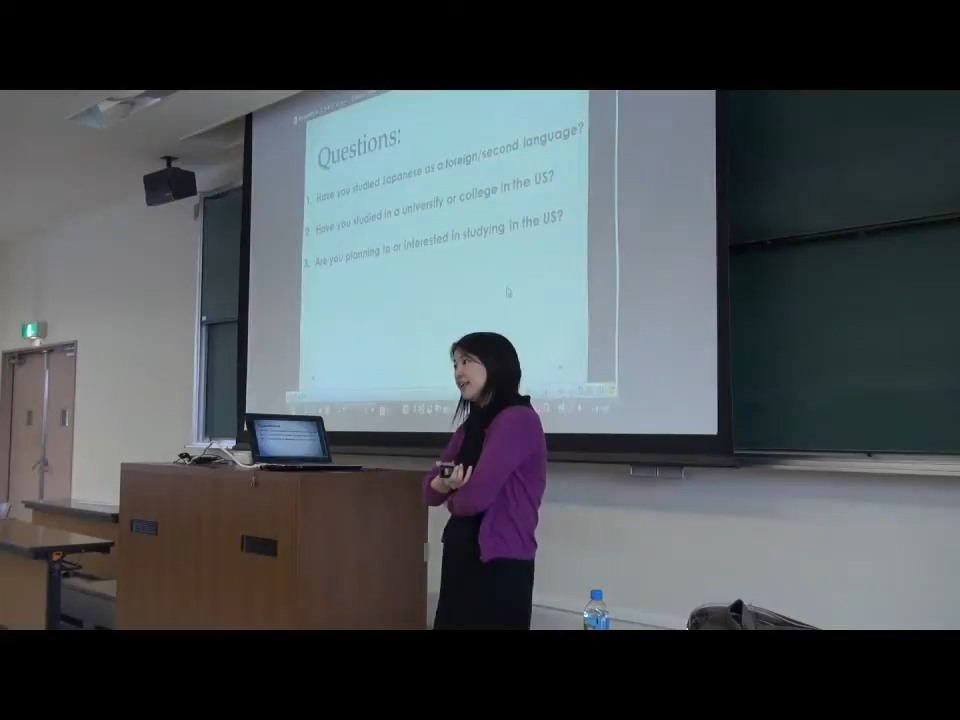 Questions:
1. Have you studied Japanese as a foreign/second language?
2. Have you studied in a university or college in the US?
3. Are you planning to or interested in studying in the US?